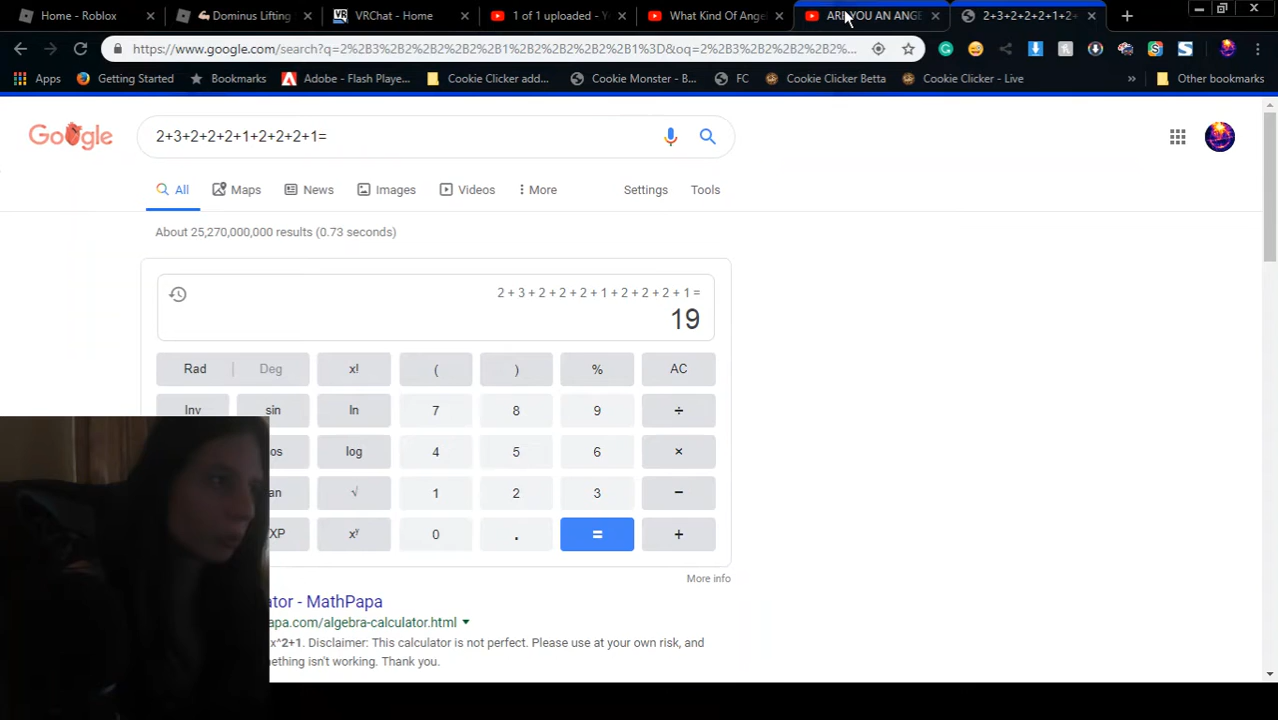 Home - Roblox
Dominus Lifting
VRChat - Home
1 of 1 uploaded - Y
What Kind Of Ange
ARE YOU AN ANGE
2+3+2+2+2+1+2+
https://www.google.com/search?q=2%2B3%2B2%2B2%2B2%2B1%2B2%2B2%2B2%2B1%3D&oq=2%2B3%2B2%2B2%2B2%...
Apps
Getting Started
Bookmarks
Adobe - Flash Playe...
Cookie Clicker add...
Cookie Monster - B...
FC
Cookie Clicker Betta
Cookie Clicker - Live
»
Other bookmarks
Google
2+3+2+2+2+1+2+2+2+1=
All
Maps
News
Images
Videos
More
Settings
Tools
About 25,270,000,000 results (0.73 seconds)
2 + 3 + 2 + 2 + 2 + 1 + 2 + 2 + 2 + 1 =
19
Rad
Deg
x!
(
)
%
AC
Inv
sin
ln
7
8
9
÷
os
log
4
5
6
×
an
√
1
2
3
−
XP
xʸ
0
.
=
+
More info
ator - MathPapa
apa.com/algebra-calculator.html
x^2+1. Disclaimer: This calculator is not perfect. Please use at your own risk, and
ething isn't working. Thank you.